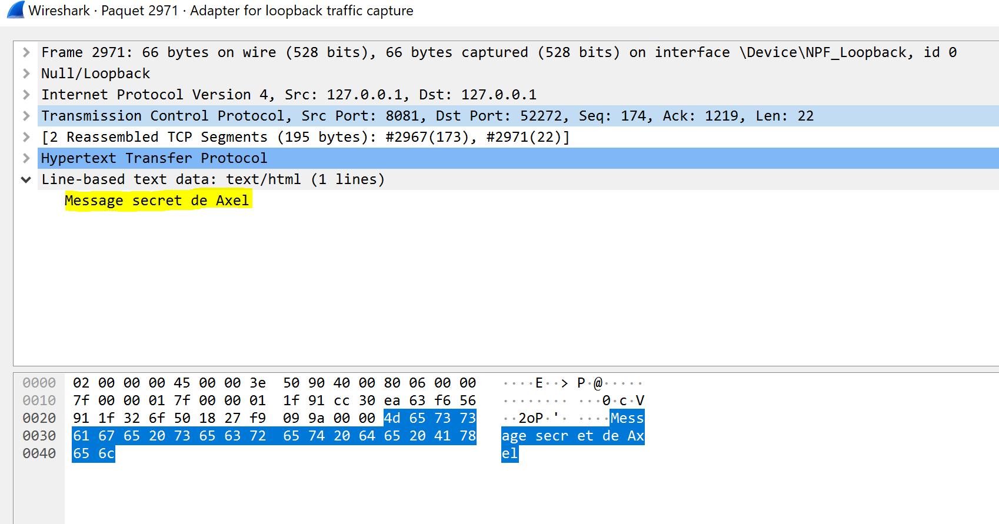 Wireshark · Paquet 2971 · Adapter for loopback traffic capture
Frame 2971: 66 bytes on wire (528 bits), 66 bytes captured (528 bits) on interface \Device\NPF_Loopback, id 0
Null/Loopback
Internet Protocol Version 4, Src: 127.0.0.1, Dst: 127.0.0.1
Transmission Control Protocol, Src Port: 8081, Dst Port: 52272, Seq: 174, Ack: 1219, Len: 22
[2 Reassembled TCP Segments (195 bytes): #2967(173), #2971(22)]
Hypertext Transfer Protocol
Line-based text data: text/html (1 lines)
Message secret de Axel
0000 02 00 00 00 45 00 00 3e 50 90 40 00 80 06 00 00 ····E··> P·@·····
0010 7f 00 00 01 7f 00 00 01 1f 91 cc 30 ea 63 f6 56 ········ ···0·c·V
0020 91 1f 32 6f 50 18 27 f9 09 9a 00 00 4d 65 73 73 ··2oP·'· ····Mess
0030 61 67 65 20 73 65 63 72 65 74 20 64 65 20 41 78 age secr et de Ax
0040 65 6c el